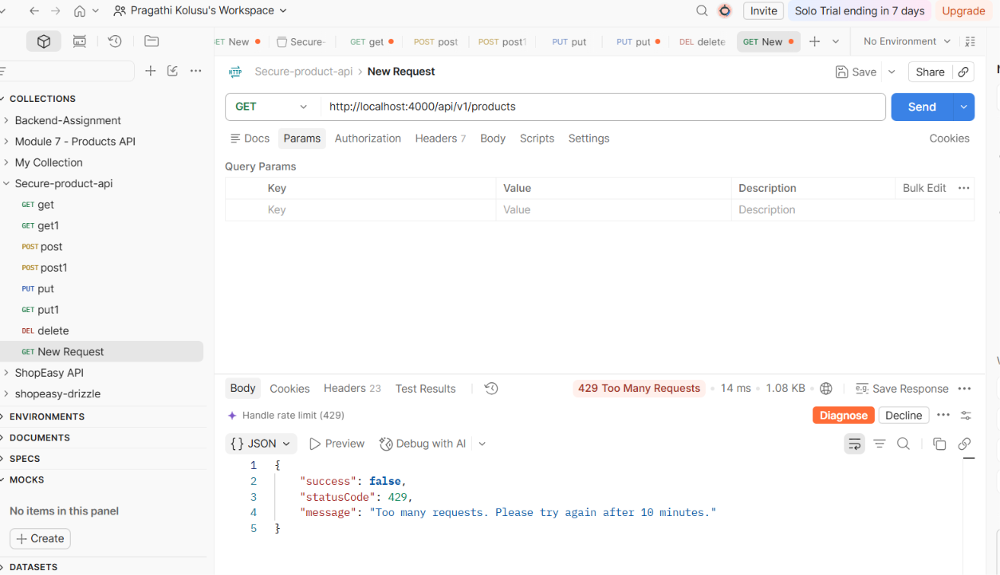 Pragathi Kolusu's Workspace
Invite
Solo Trial ending in 7 days
Upgrade
GET New
Secure-
GET get
POST post
POST post1
PUT put
PUT put
DEL delete
GET New
No Environment
HTTP Secure-product-api > New Request
Save
Share
GET
http://localhost:4000/api/v1/products
Send
Docs
Params
Authorization
Headers 7
Body
Scripts
Settings
Cookies
Query Params
Key
Value
Description
Bulk Edit
Key
Value
Description
COLLECTIONS
Backend-Assignment
Module 7 - Products API
My Collection
Secure-product-api
GET get
GET get1
POST post
POST post1
PUT put
GET put1
DEL delete
GET New Request
ShopEasy API
shopeasy-drizzle
ENVIRONMENTS
DOCUMENTS
SPECS
MOCKS
No items in this panel
+ Create
DATASETS
Body
Cookies
Headers 23
Test Results
429 Too Many Requests
14 ms
1.08 KB
e.g. Save Response
Handle rate limit (429)
Diagnose
Decline
{} JSON
Preview
Debug with AI
1 {
2 "success": false,
3 "statusCode": 429,
4 "message": "Too many requests. Please try again after 10 minutes."
5 }